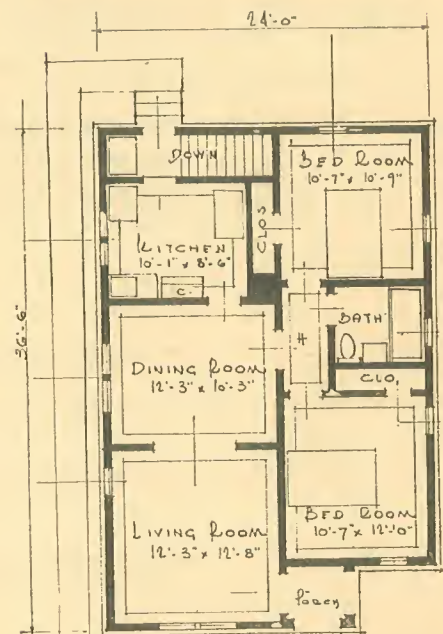 24'-0"
DOWN
BED ROOM
10'-7" x 10'-9"
CLOS
KITCHEN
10'-1" x 8'-6"
C.
36'-6"
BATH
H
DINING ROOM
12'-3" x 10'-3"
CLO.
LIVING ROOM
12'-3" x 12'-8"
BED ROOM
10'-7" x 12'-0"
Porch